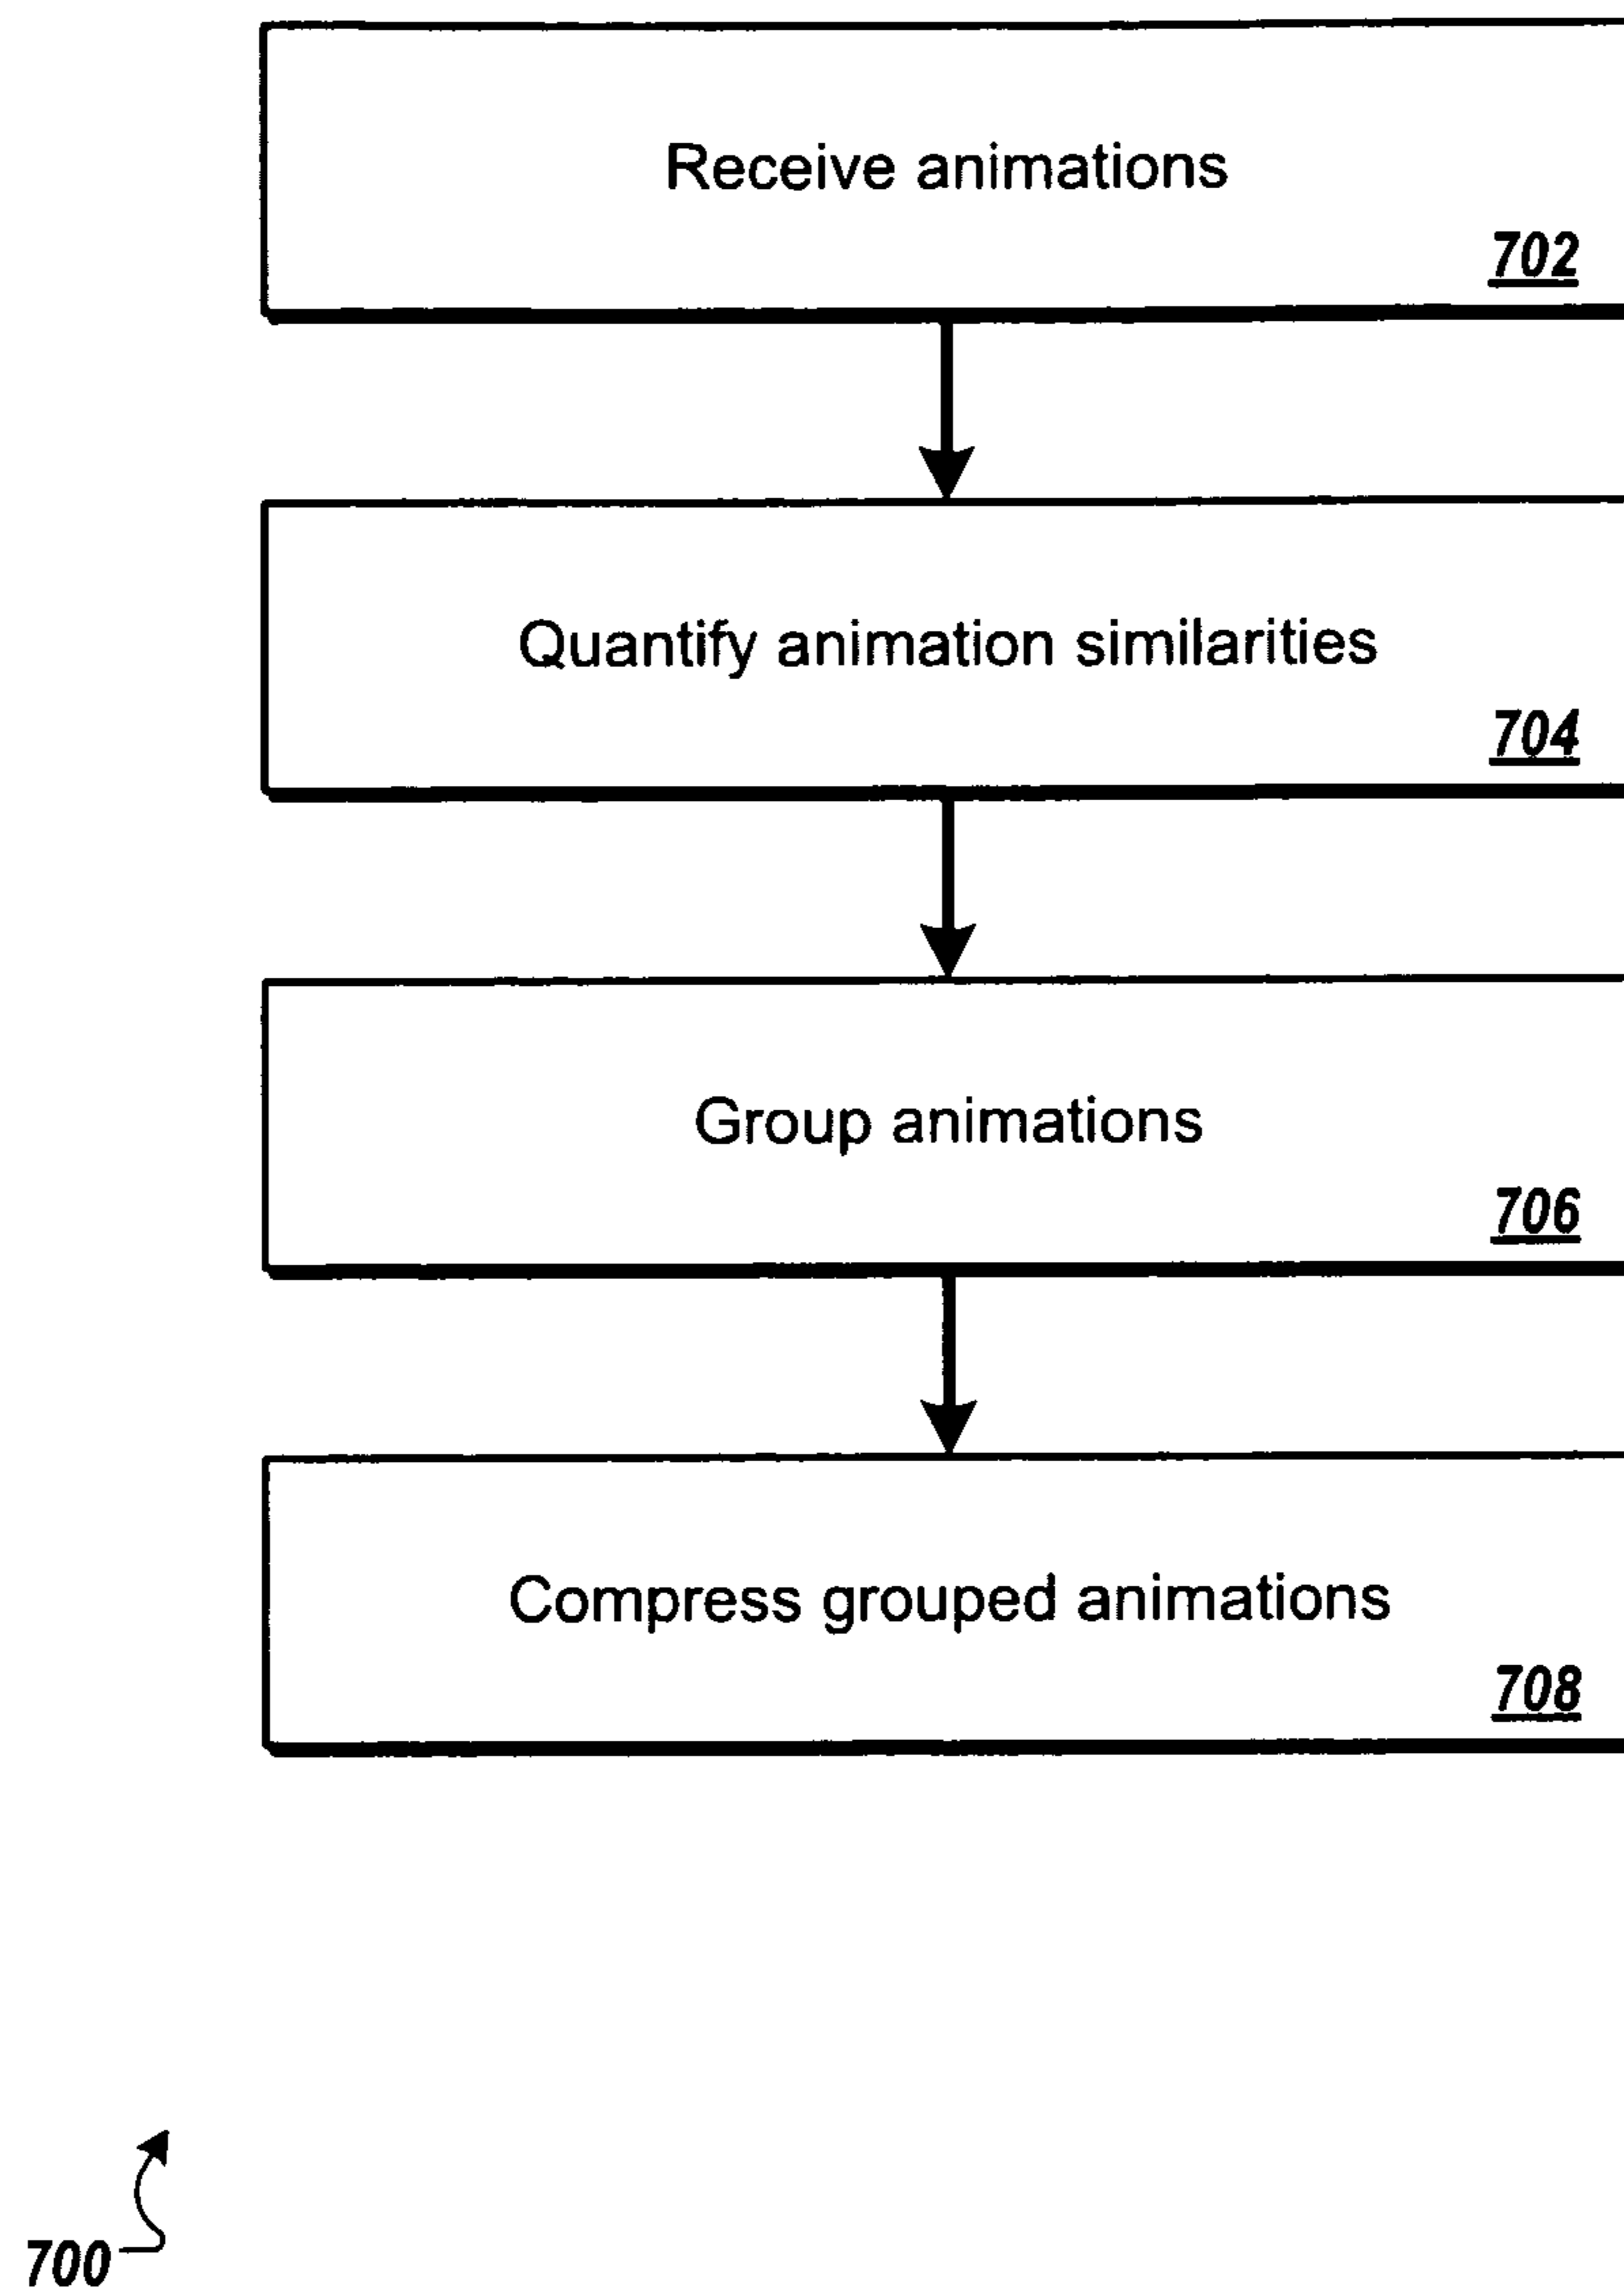 Receive animations
702
Quantify animation similarities
704
Group animations
706
Compress grouped animations
708
700